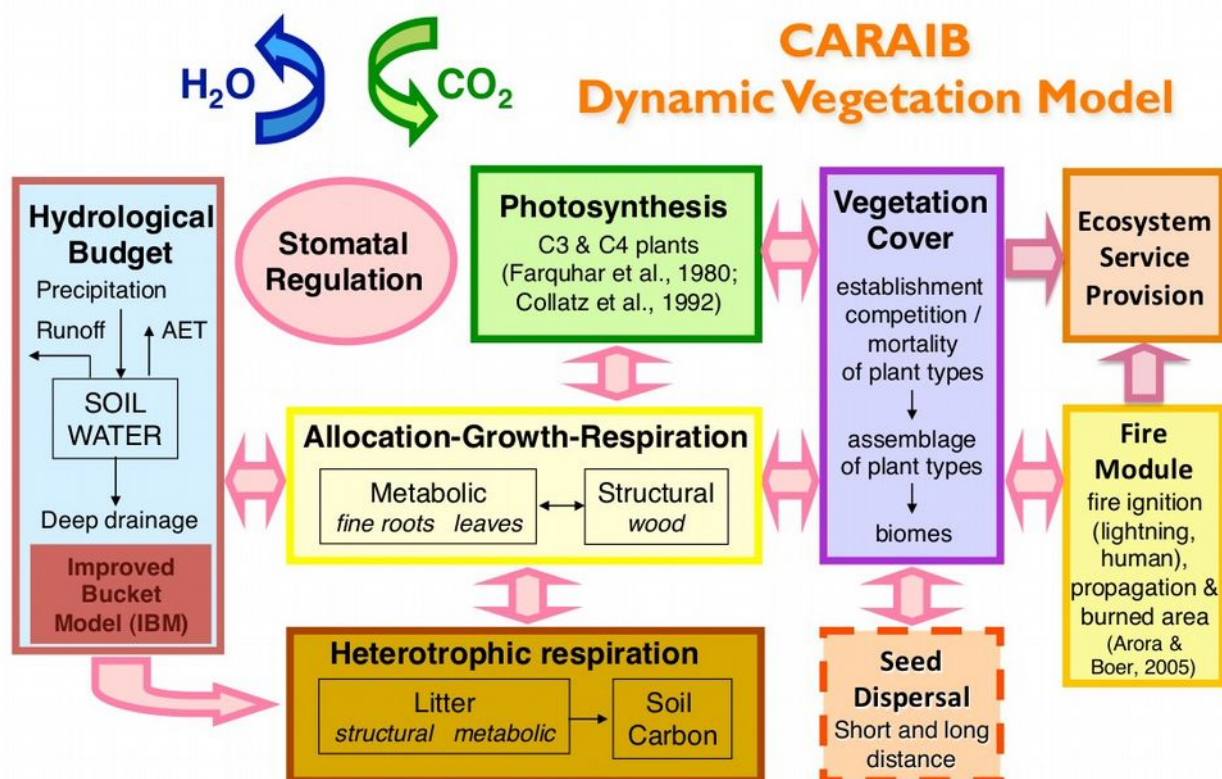 H₂O
CO₂
CARAIB
Dynamic Vegetation Model
Hydrological
Budget
Precipitation
Runoff
AET
SOIL
WATER
Deep drainage
Improved
Bucket
Model (IBM)
Stomatal
Regulation
Photosynthesis
C3 & C4 plants
(Farquhar et al., 1980;
Collatz et al., 1992)
Vegetation
Cover
establishment
competition /
mortality
of plant types
assemblage
of plant types
biomes
Ecosystem
Service
Provision
Allocation-Growth-Respiration
Metabolic
fine roots leaves
Structural
wood
Fire
Module
fire ignition
(lightning,
human),
propagation &
burned area
(Arora &
Boer, 2005)
Heterotrophic respiration
Litter
structural metabolic
Soil
Carbon
Seed
Dispersal
Short and long
distance